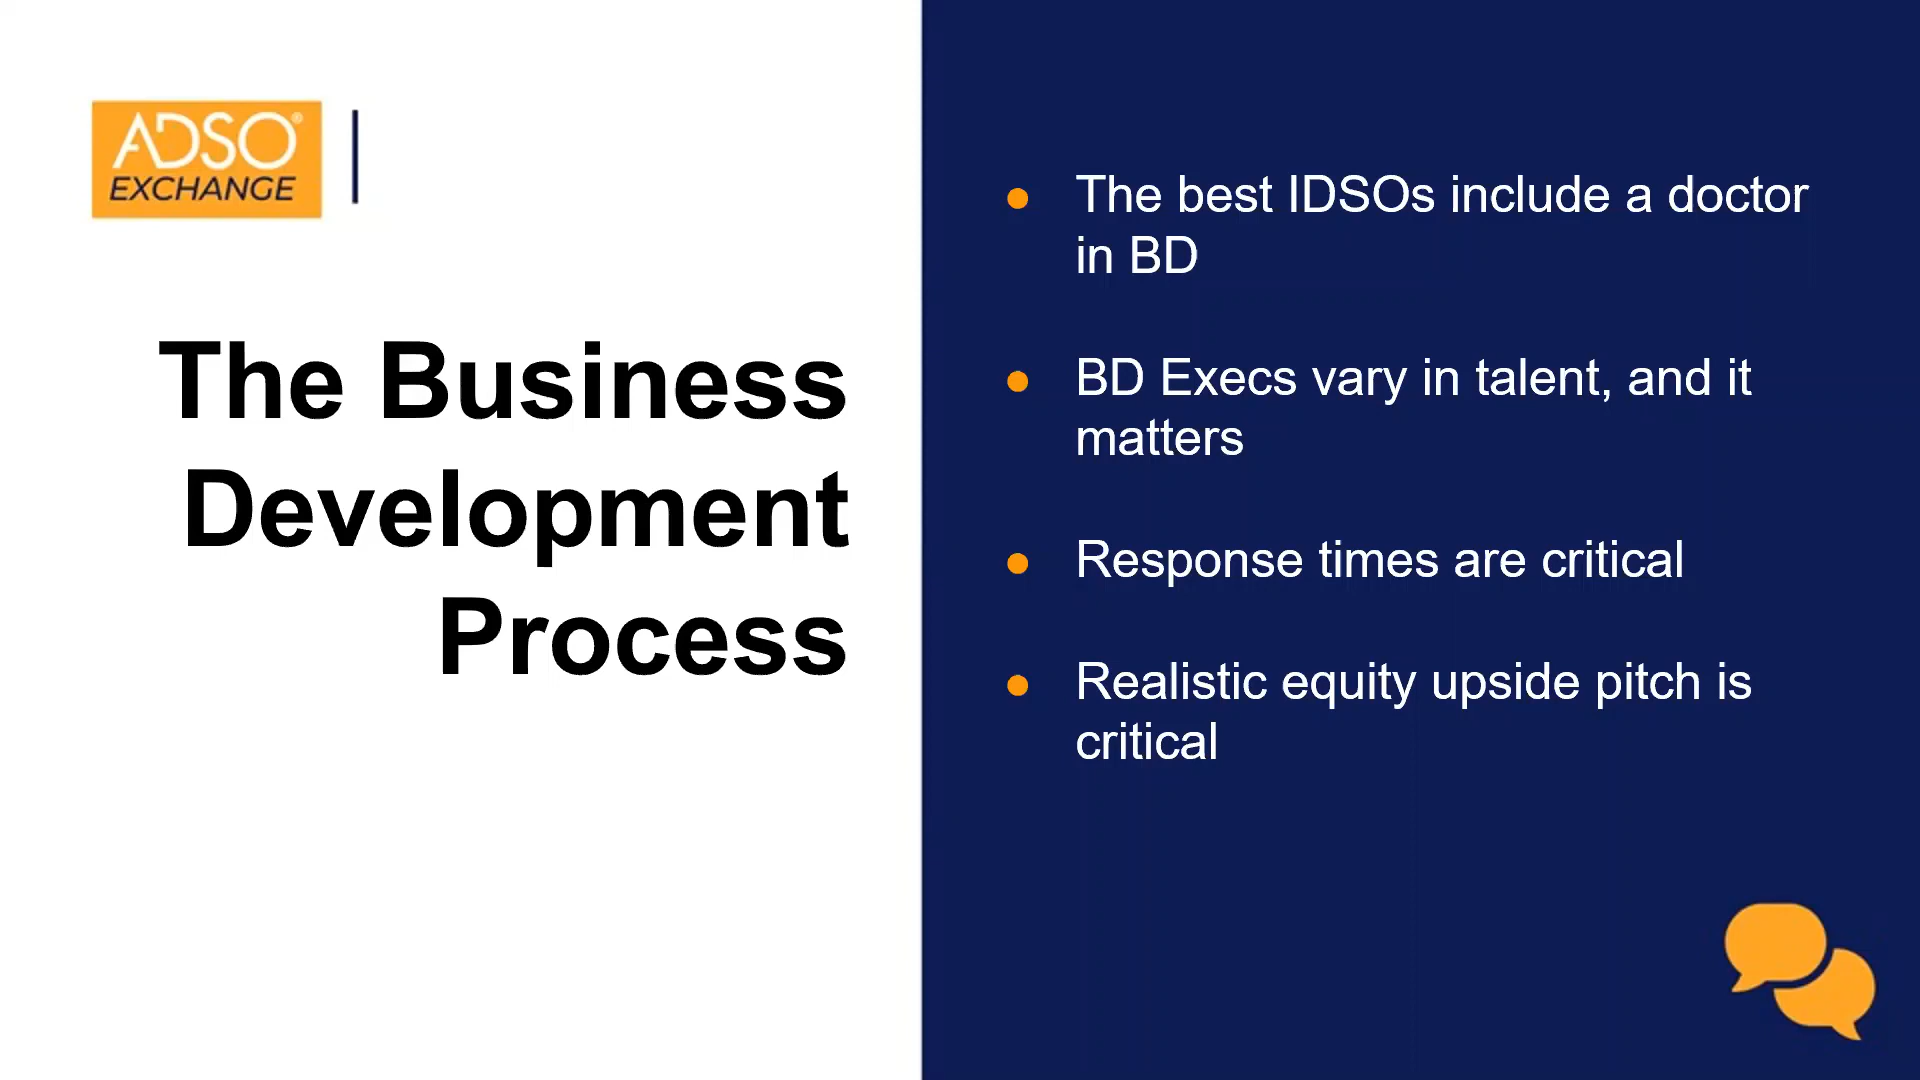 ADSO®
EXCHANGE
The Business
Development
Process
● The best IDSOs include a doctor
in BD
● BD Execs vary in talent, and it
matters
● Response times are critical
● Realistic equity upside pitch is
critical